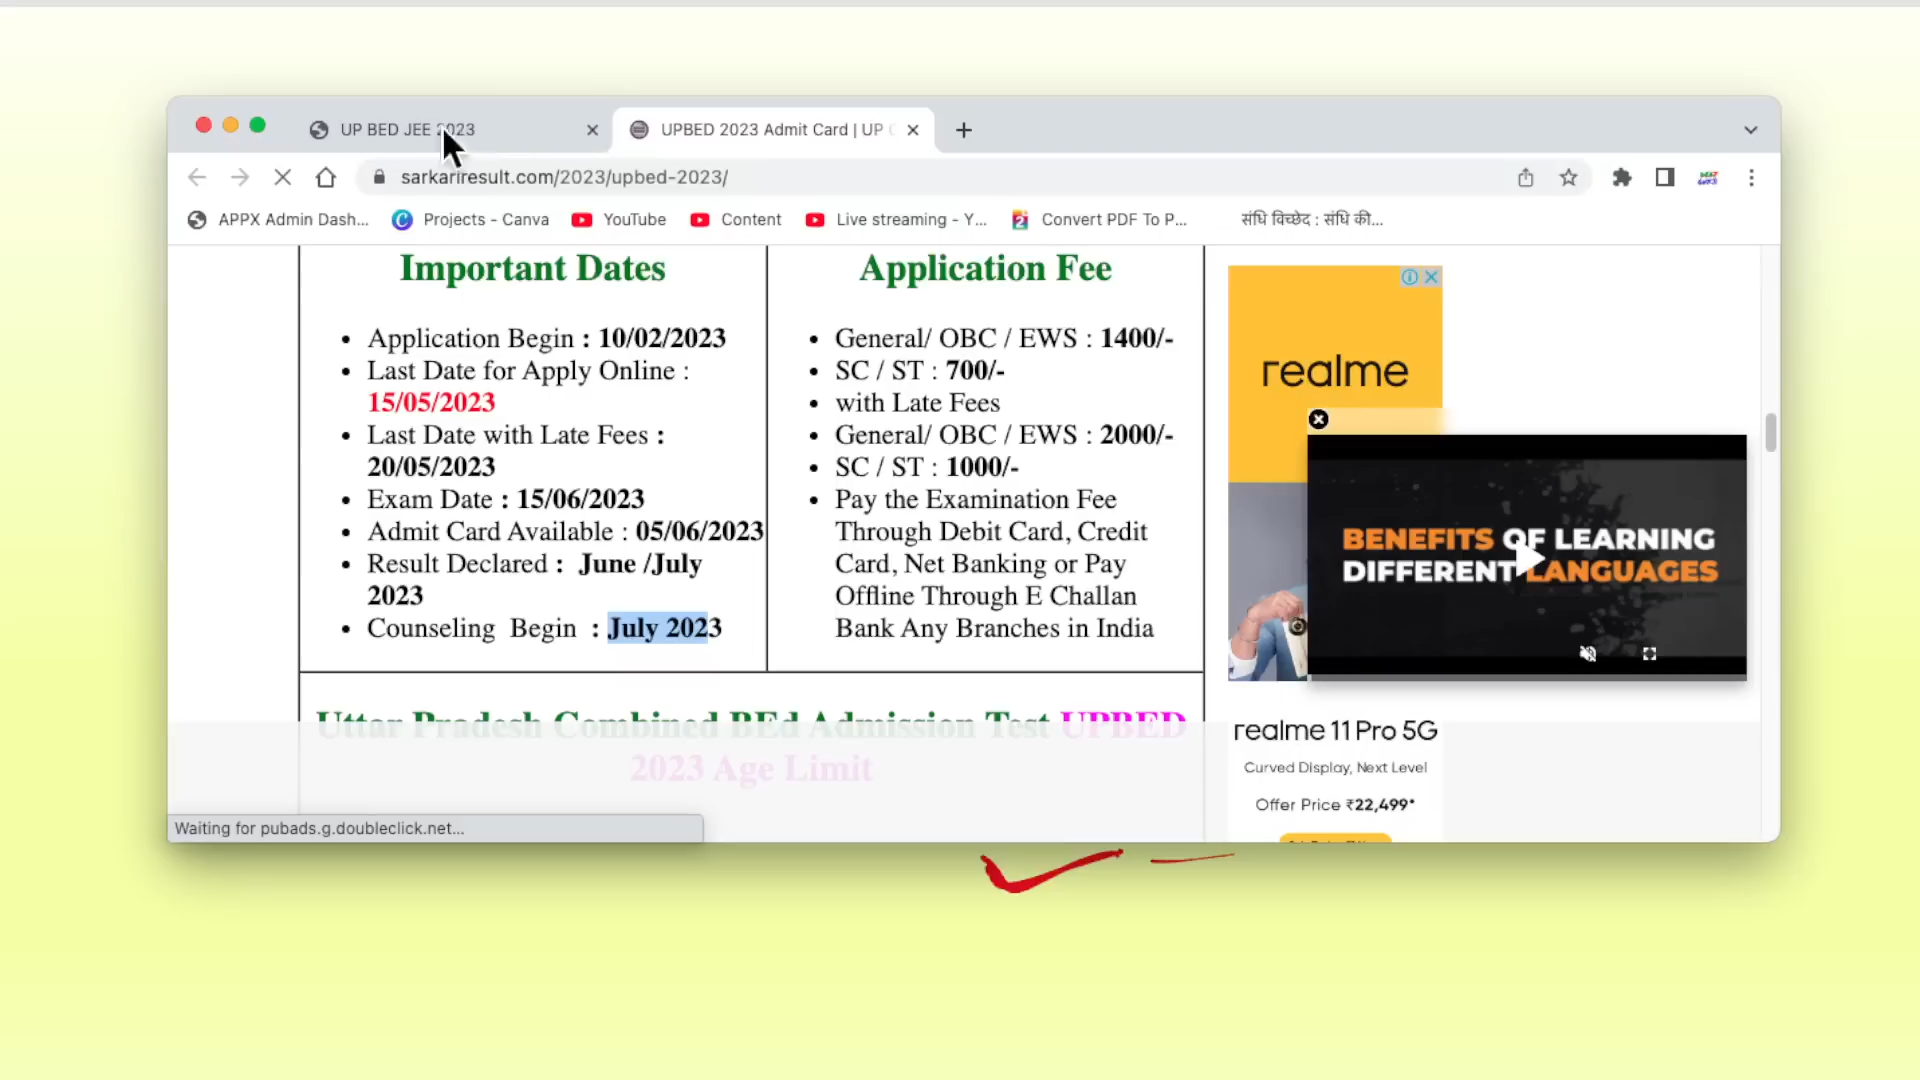 UP BED JEE 2023
UPBED 2023 Admit Card | UP
sarkariresult.com/2023/upbed-2023/
APPX Admin Dash... Projects - Canva YouTube Content Live streaming - Y... Convert PDF To P... संधि विच्छेद : संधि की...
Important Dates
Application Begin : 10/02/2023
Last Date for Apply Online :
15/05/2023
Last Date with Late Fees :
20/05/2023
Exam Date : 15/06/2023
Admit Card Available : 05/06/2023
Result Declared : June /July
2023
Counseling Begin : July 2023
Application Fee
General/ OBC / EWS : 1400/-
SC / ST : 700/-
with Late Fees
General/ OBC / EWS : 2000/-
SC / ST : 1000/-
Pay the Examination Fee
Through Debit Card, Credit
Card, Net Banking or Pay
Offline Through E Challan
Bank Any Branches in India
Uttar Pradesh Combined BEd Admission Test UPBED
2023 Age Limit
realme
BENEFITS OF LEARNING
DIFFERENT LANGUAGES
realme 11 Pro 5G
Curved Display, Next Level
Offer Price ₹22,499*
Waiting for pubads.g.doubleclick.net...